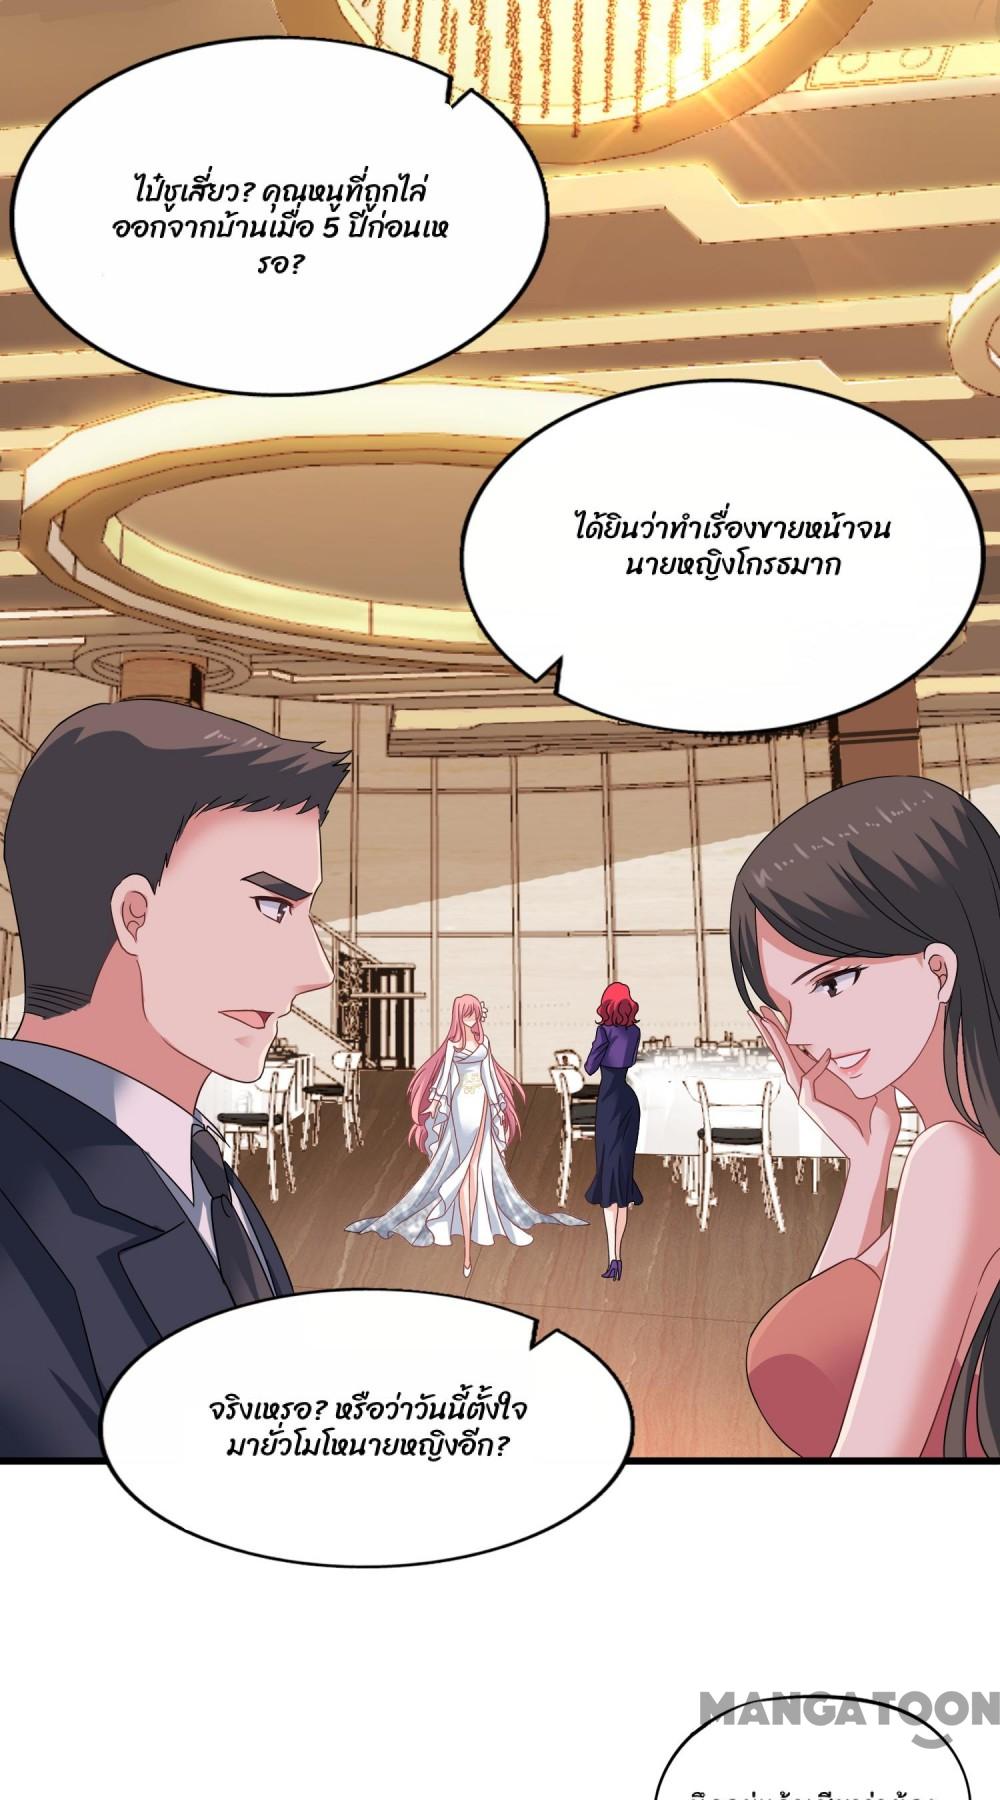 ไป๋ชูเสี่ยว? คุณหนูที่ถูกไล่
ออกจากบ้านเมื่อ 5 ปีก่อนเห
รอ?
ได้ยินว่าทำเรื่องขายหน้าจน
นายหญิงโกรธมาก
จริงเหรอ? หรือว่าวันนี้ตั้งใจ
มายั่วโมโหนายหญิงอีก?
MANGATOON